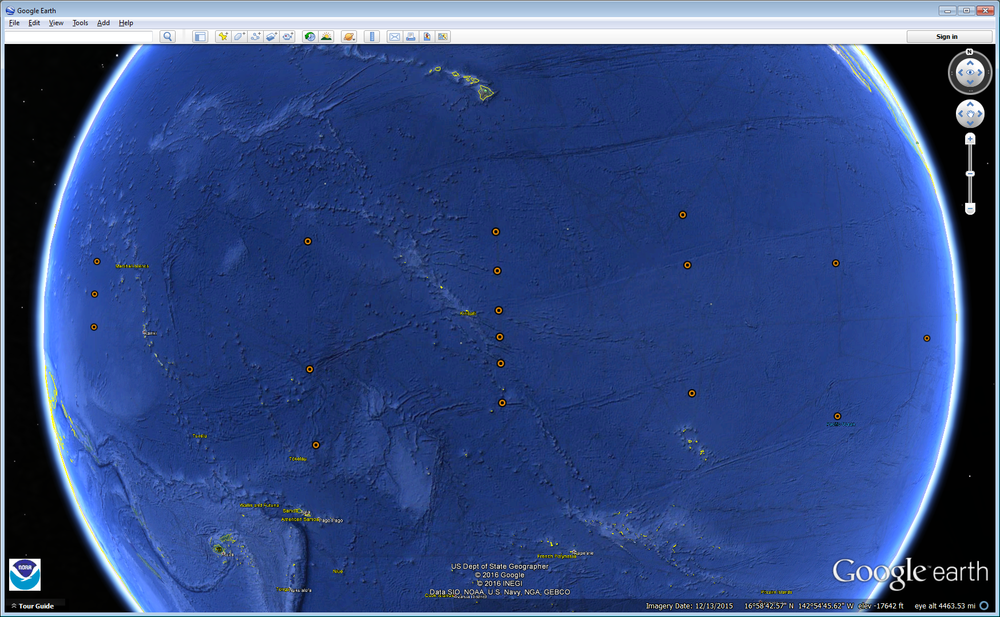 Google Earth
File Edit View Tools Add Help
Sign in
N
Marshall Islands
Kiribati
Bairiki
Pacific Ocean
Tuvalu
Tokelau
Wallis and Futuna
Samoa Apia
American Samoa Pago Pago
Fiji
Suva
French Polynesia Pape'ete
Niue
Tonga Nuku'alofa
Cook Islands Avarua District
Pitcairn Islands
US Dept of State Geographer
© 2016 Google
© 2016 INEGI
Data SIO, NOAA, U.S. Navy, NGA, GEBCO
NOAA
Google earth
Tour Guide
Imagery Date: 12/13/2015 16°58'42.57" N 142°54'45.62" W elev -17642 ft eye alt 4463.53 mi